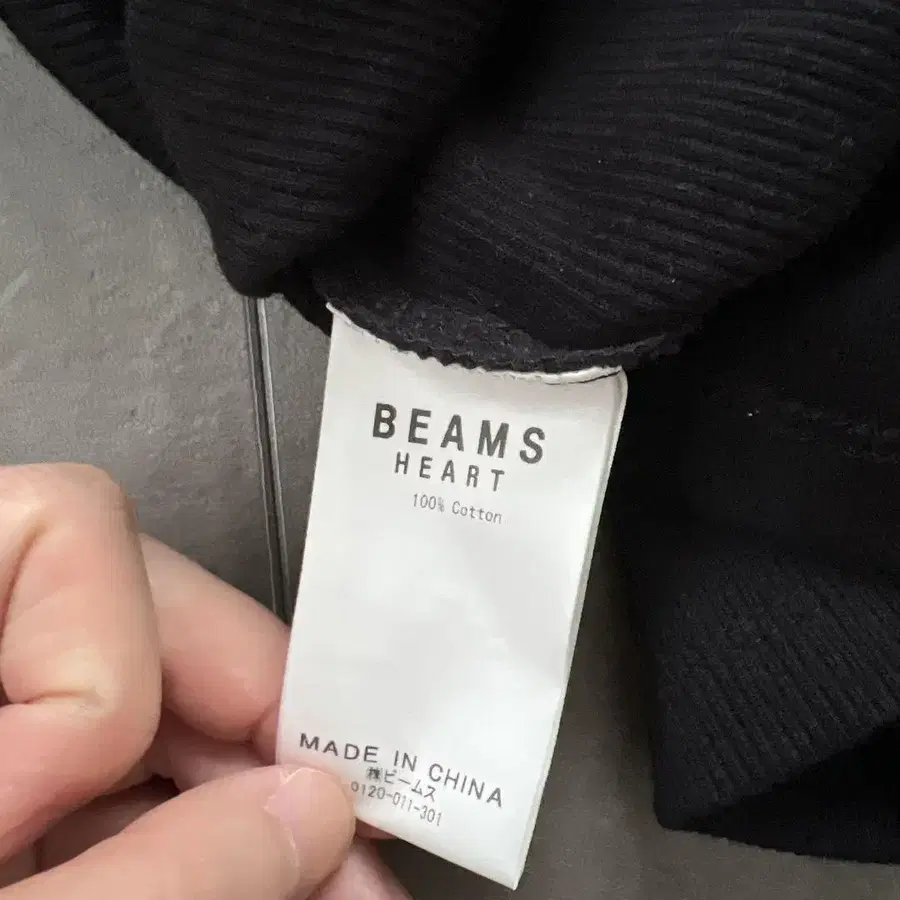 BEAMS
HEART
100% Cotton
MADE IN CHINA
㈱ビームス
0120-011-301